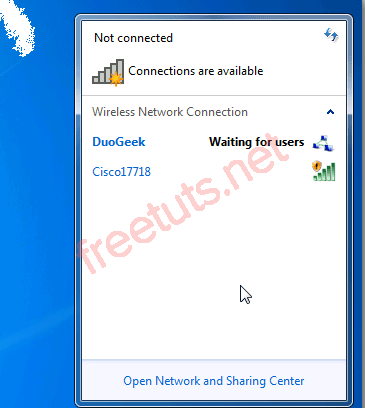 Not connected
Connections are available
Wireless Network Connection
DuoGeek Waiting for users
Cisco17718
freetuts.net
Open Network and Sharing Center